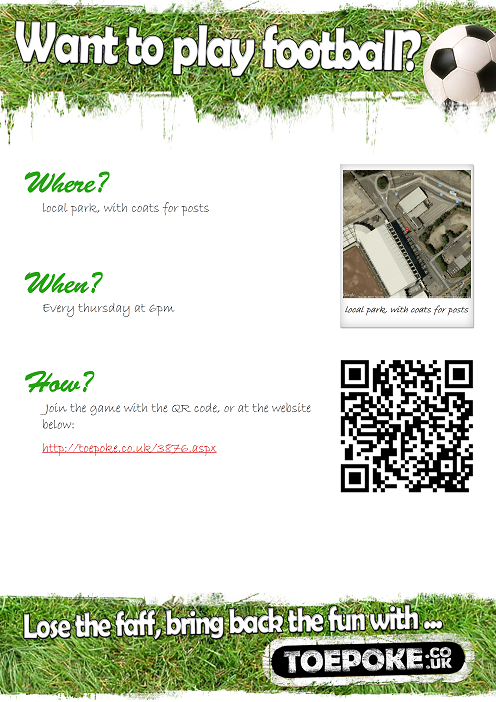 Want to play football?
Where?
local park, with coats for posts
local park, with coats for posts
When?
Every thursday at 6pm
How?
Join the game with the QR code, or at the website
below:
http://toepoke.co.uk/3876.aspx
Lose the faff, bring back the fun with ...
TOEPOKE.CO.UK